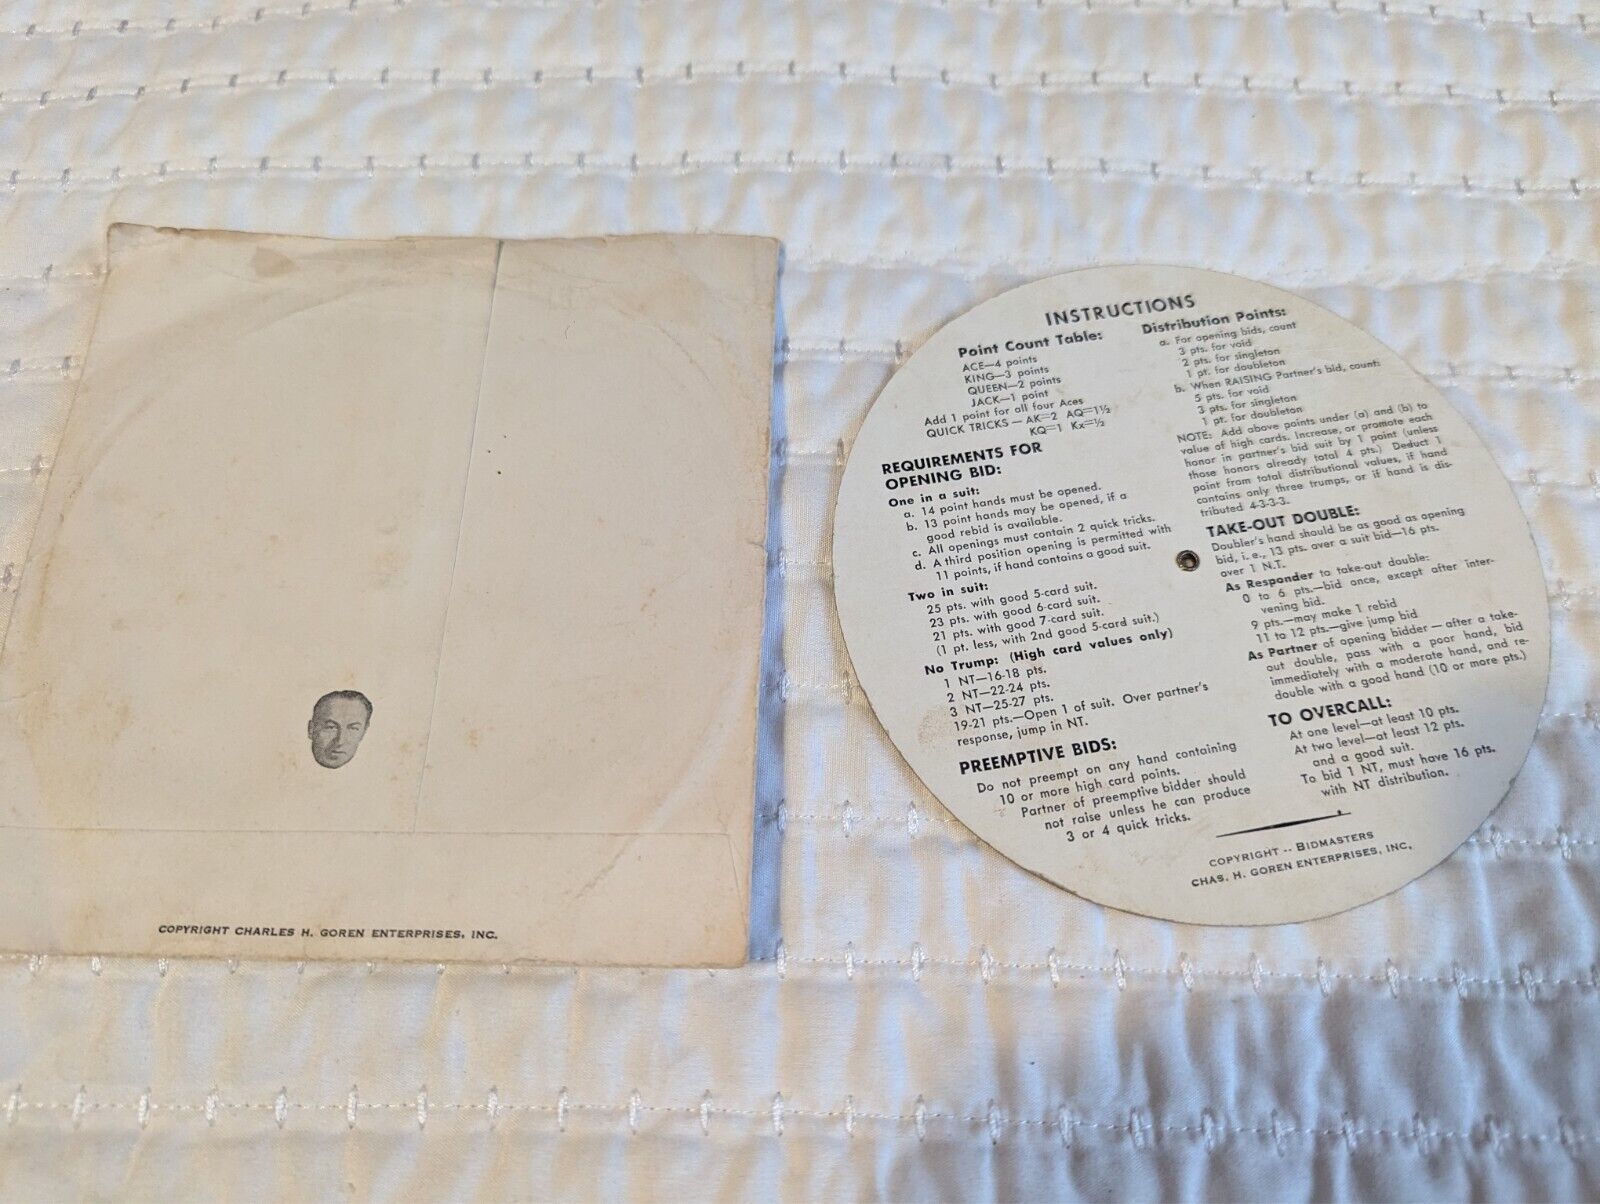 COPYRIGHT CHARLES H. GOREN ENTERPRISES, INC.
INSTRUCTIONS
Point Count Table:
ACE—4 points
KING—3 points
QUEEN—2 points
JACK—1 point
Add 1 point for all four Aces
QUICK TRICKS — AK=2 AQ=1½
KQ=1 Kx=½
REQUIREMENTS FOR
OPENING BID:
One in a suit:
a. 14 point hands must be opened.
b. 13 point hands may be opened, if a
good rebid is available.
c. All openings must contain 2 quick tricks.
d. A third position opening is permitted with
11 points, if hand contains a good suit.
Two in suit:
25 pts. with good 5-card suit.
23 pts. with good 6-card suit.
21 pts. with good 7-card suit.
(1 pt. less, with 2nd good 5-card suit.)
No Trump: (High card values only)
1 NT—16-18 pts.
2 NT—22-24 pts.
3 NT—25-27 pts.
19-21 pts.—Open 1 of suit. Over partner's
response, jump in NT.
PREEMPTIVE BIDS:
Do not preempt on any hand containing
10 or more high card points.
Partner of preemptive bidder should
not raise unless he can produce
3 or 4 quick tricks.
Distribution Points:
a. For opening bids, count
3 pts. for void
2 pts. for singleton
1 pt. for doubleton
b. When RAISING Partner's bid, count:
5 pts. for void
3 pts. for singleton
1 pt. for doubleton
NOTE: Add above points under (a) and (b) to
value of high cards. Increase, or promote each
honor in partner's bid suit by 1 point (unless
those honors already total 4 pts.) Deduct 1
point from total distributional values, if hand
contains only three trumps, or if hand is dis-
tributed 4-3-3-3.
TAKE-OUT DOUBLE:
Doubler's hand should be as good as opening
bid, i. e., 13 pts. over a suit bid—16 pts.
over 1 N.T.
As Responder to take-out double:
0 to 6 pts.—bid once, except after inter-
vening bid.
9 pts.—may make 1 rebid
11 to 12 pts.—give jump bid
As Partner of opening bidder — after a take-
out double, pass with a poor hand, bid
immediately with a moderate hand, and re-
double with a good hand (10 or more pts.)
TO OVERCALL:
At one level—at least 10 pts.
At two level—at least 12 pts.
and a good suit.
To bid 1 NT, must have 16 pts.
with NT distribution.
COPYRIGHT -- BIDMASTERS
CHAS. H. GOREN ENTERPRISES, INC.